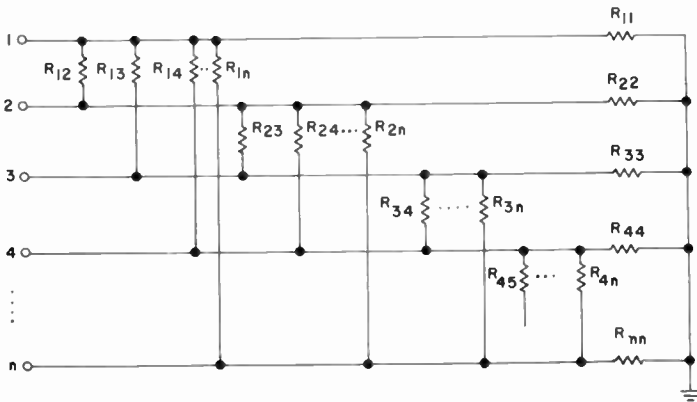 1 R11
R12 R13 R14 ·· R1n
2 R22
R23 R24 ··· R2n
3 R33
R34 ···· R3n
4 R44
R45 ··· R4n
Rnn
n